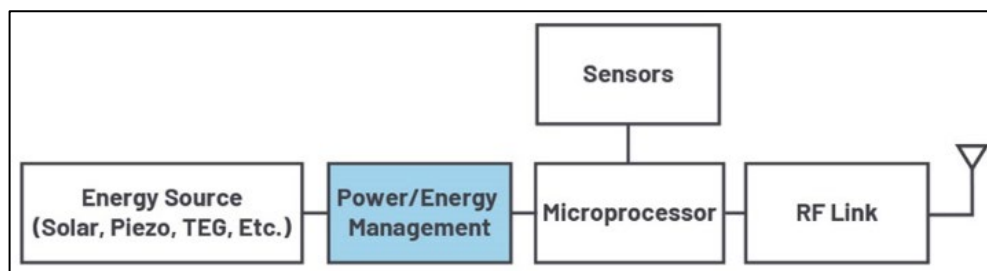 Sensors
Energy Source
(Solar, Piezo, TEG, Etc.)
Power/Energy
Management
Microprocessor
RF Link